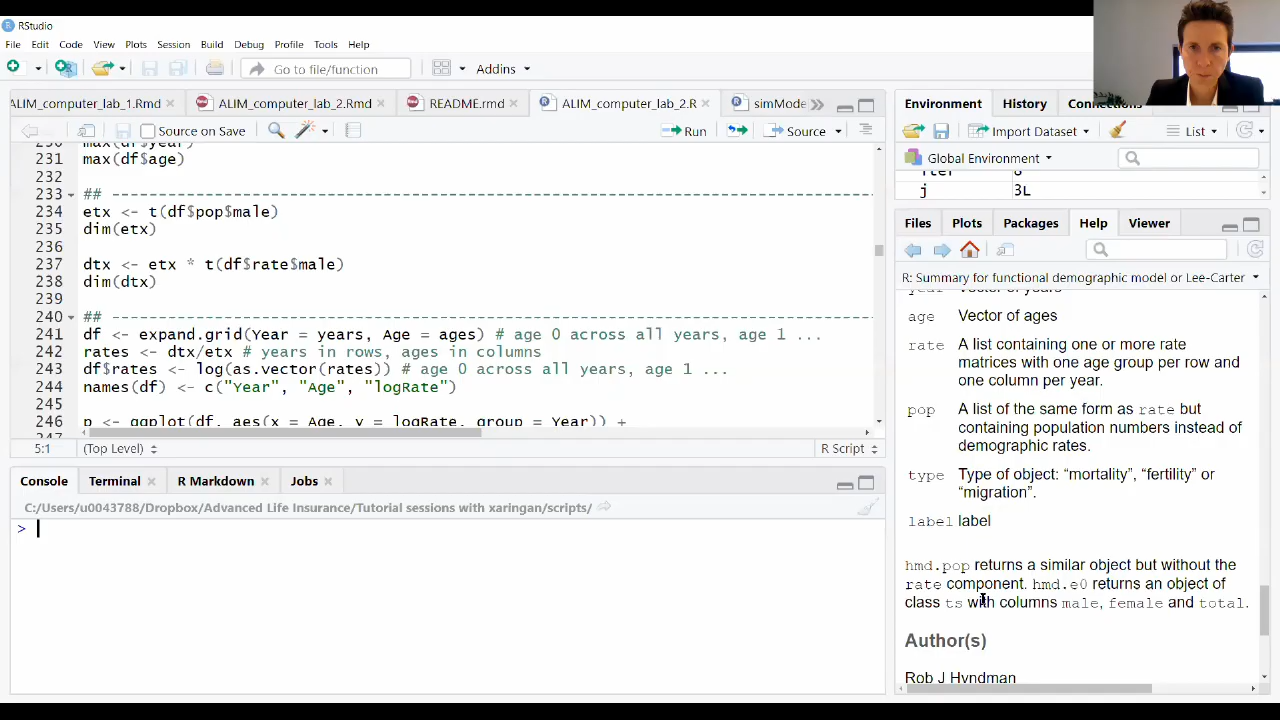 RStudio
File Edit Code View Plots Session Build Debug Profile Tools Help
Go to file/function Addins
ALIM_computer_lab_1.Rmd ALIM_computer_lab_2.Rmd README.rmd ALIM_computer_lab_2.R simMode
Source on Save Run Source
230 max(df$year)
231 max(df$age)
232
233 ## ----------------------------------------------------------------
234 etx <- t(df$pop$male)
235 dim(etx)
236
237 dtx <- etx * t(df$rate$male)
238 dim(dtx)
239
240 ## ----------------------------------------------------------------
241 df <- expand.grid(Year = years, Age = ages) # age 0 across all years, age 1 ...
242 rates <- dtx/etx # years in rows, ages in columns
243 df$rates <- log(as.vector(rates)) # age 0 across all years, age 1 ...
244 names(df) <- c("Year", "Age", "logRate")
245
246 p <- ggplot(df, aes(x = Age, y = logRate, group = Year)) +
5:1 (Top Level) R Script
Console Terminal R Markdown Jobs
C:/Users/u0043788/Dropbox/Advanced Life Insurance/Tutorial sessions with xaringan/scripts/
>
Environment History Connections
Import Dataset List
Global Environment
iter 8
j 3L
Files Plots Packages Help Viewer
R: Summary for functional demographic model or Lee-Carter
year Vector of years
age Vector of ages
rate A list containing one or more rate
matrices with one age group per row and
one column per year.
pop A list of the same form as rate but
containing population numbers instead of
demographic rates.
type Type of object: “mortality”, “fertility” or
“migration”.
label label
hmd.pop returns a similar object but without the
rate component. hmd.e0 returns an object of
class ts with columns male, female and total.
Author(s)
Rob J Hyndman